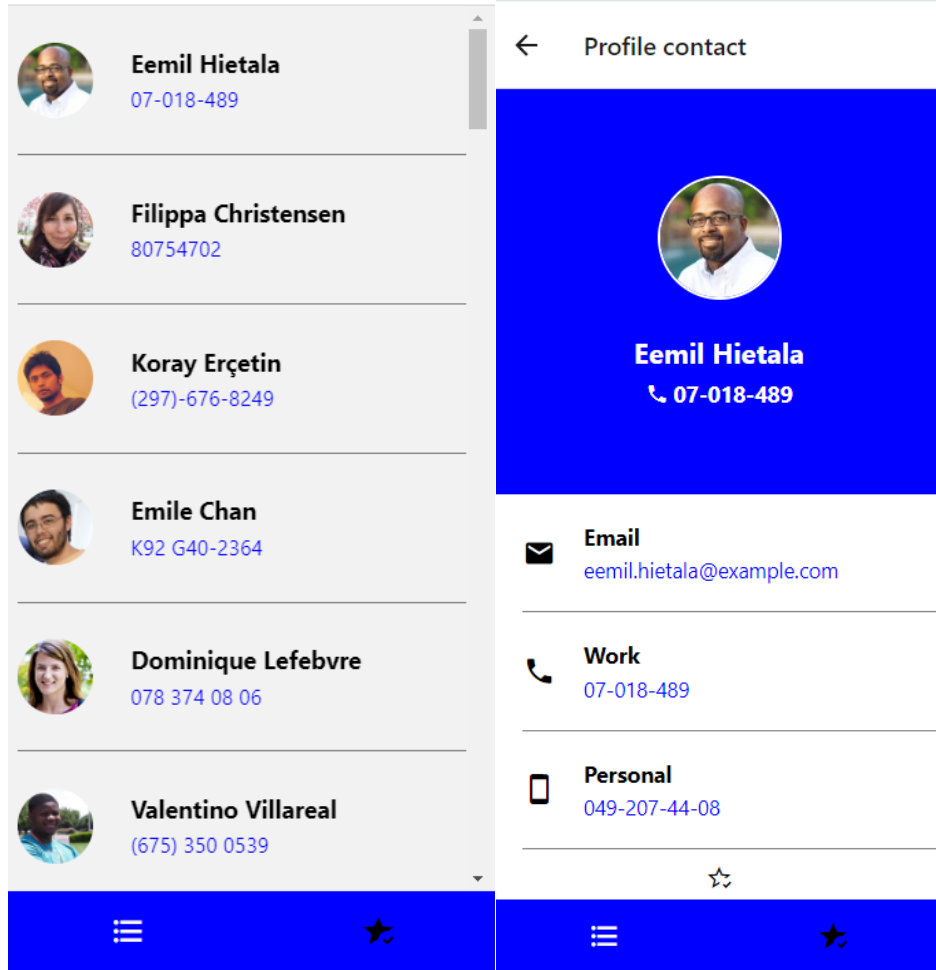 Eemil Hietala
07-018-489
Filippa Christensen
80754702
Koray Erçetin
(297)-676-8249
Emile Chan
K92 G40-2364
Dominique Lefebvre
078 374 08 06
Valentino Villareal
(675) 350 0539
Profile contact
Eemil Hietala
07-018-489
Email
eemil.hietala@example.com
Work
07-018-489
Personal
049-207-44-08